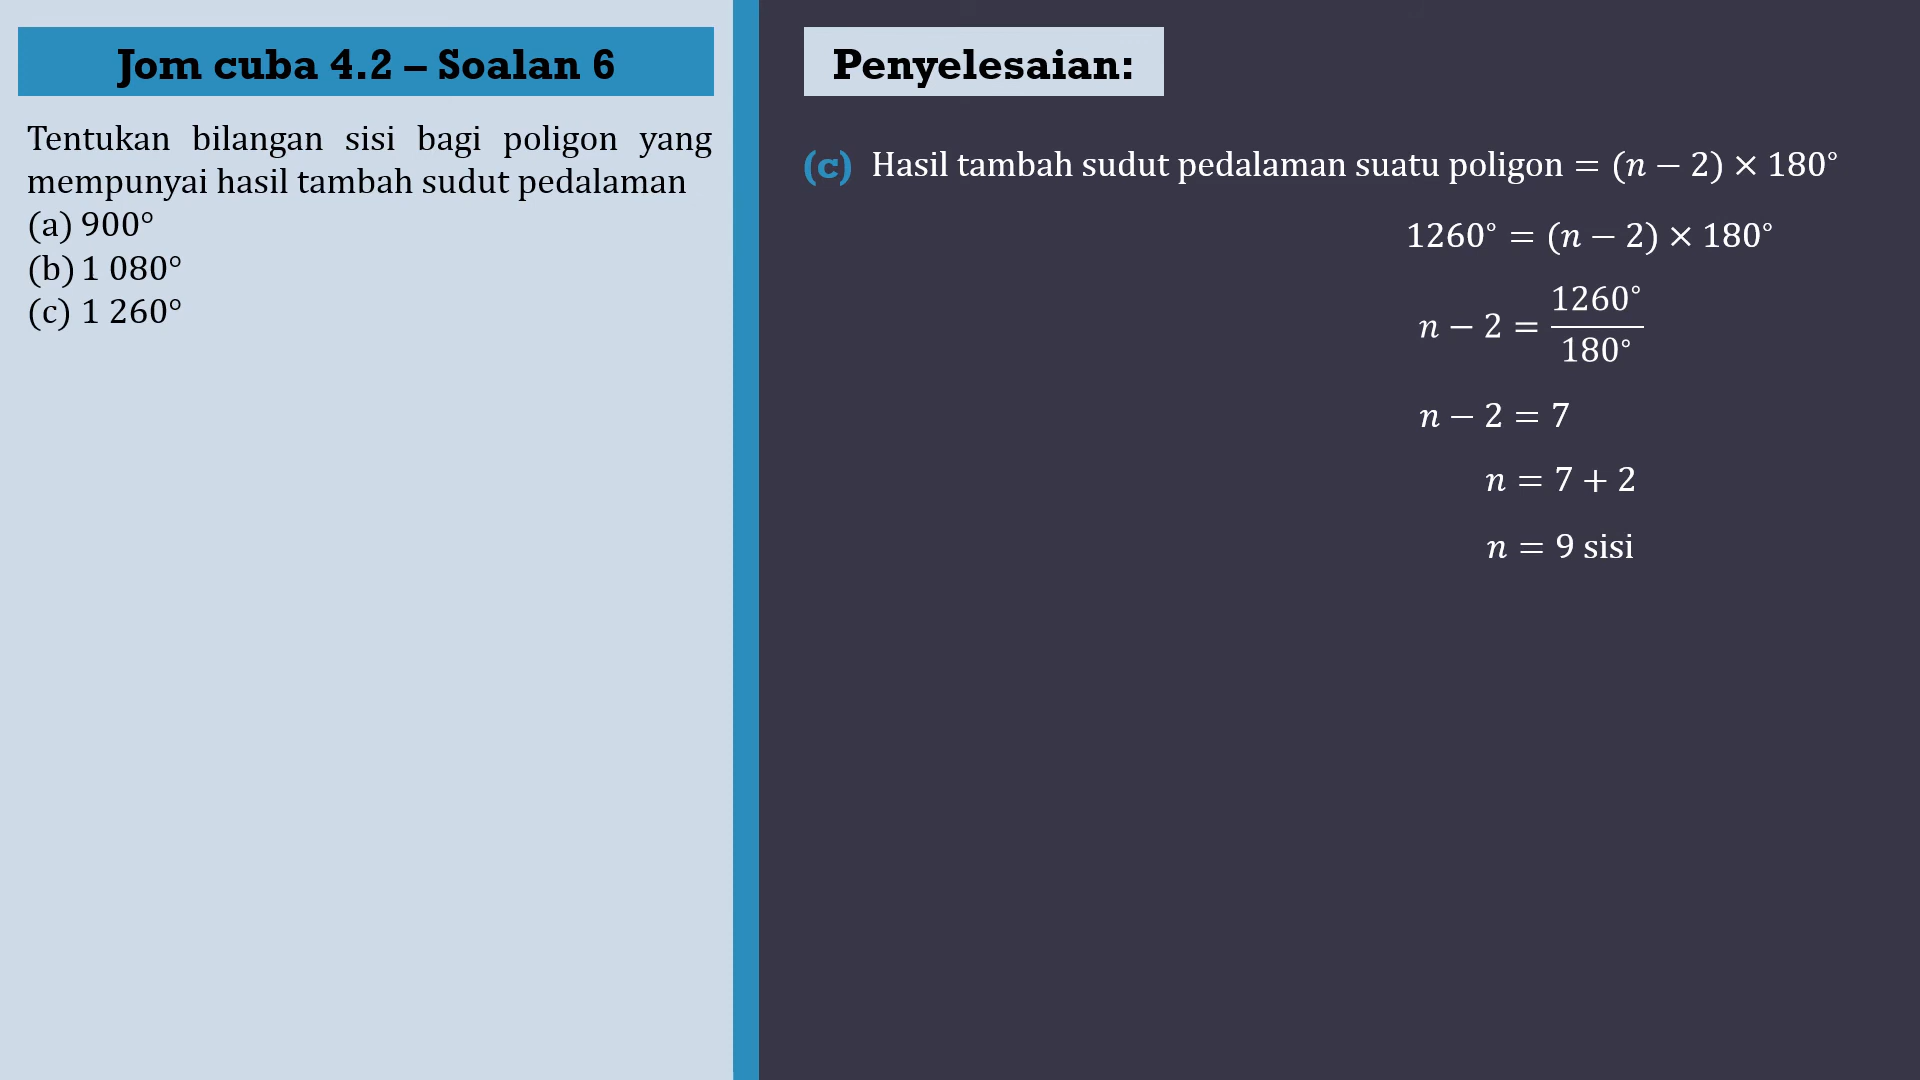 Jom cuba 4.2 – Soalan 6
Tentukan bilangan sisi bagi poligon yang
mempunyai hasil tambah sudut pedalaman
(a) 900°
(b) 1 080°
(c) 1 260°
Penyelesaian:
(c) Hasil tambah sudut pedalaman suatu poligon = (n − 2) × 180°
1260° = (n − 2) × 180°
n − 2 = 1260° / 180°
n − 2 = 7
n = 7 + 2
n = 9 sisi